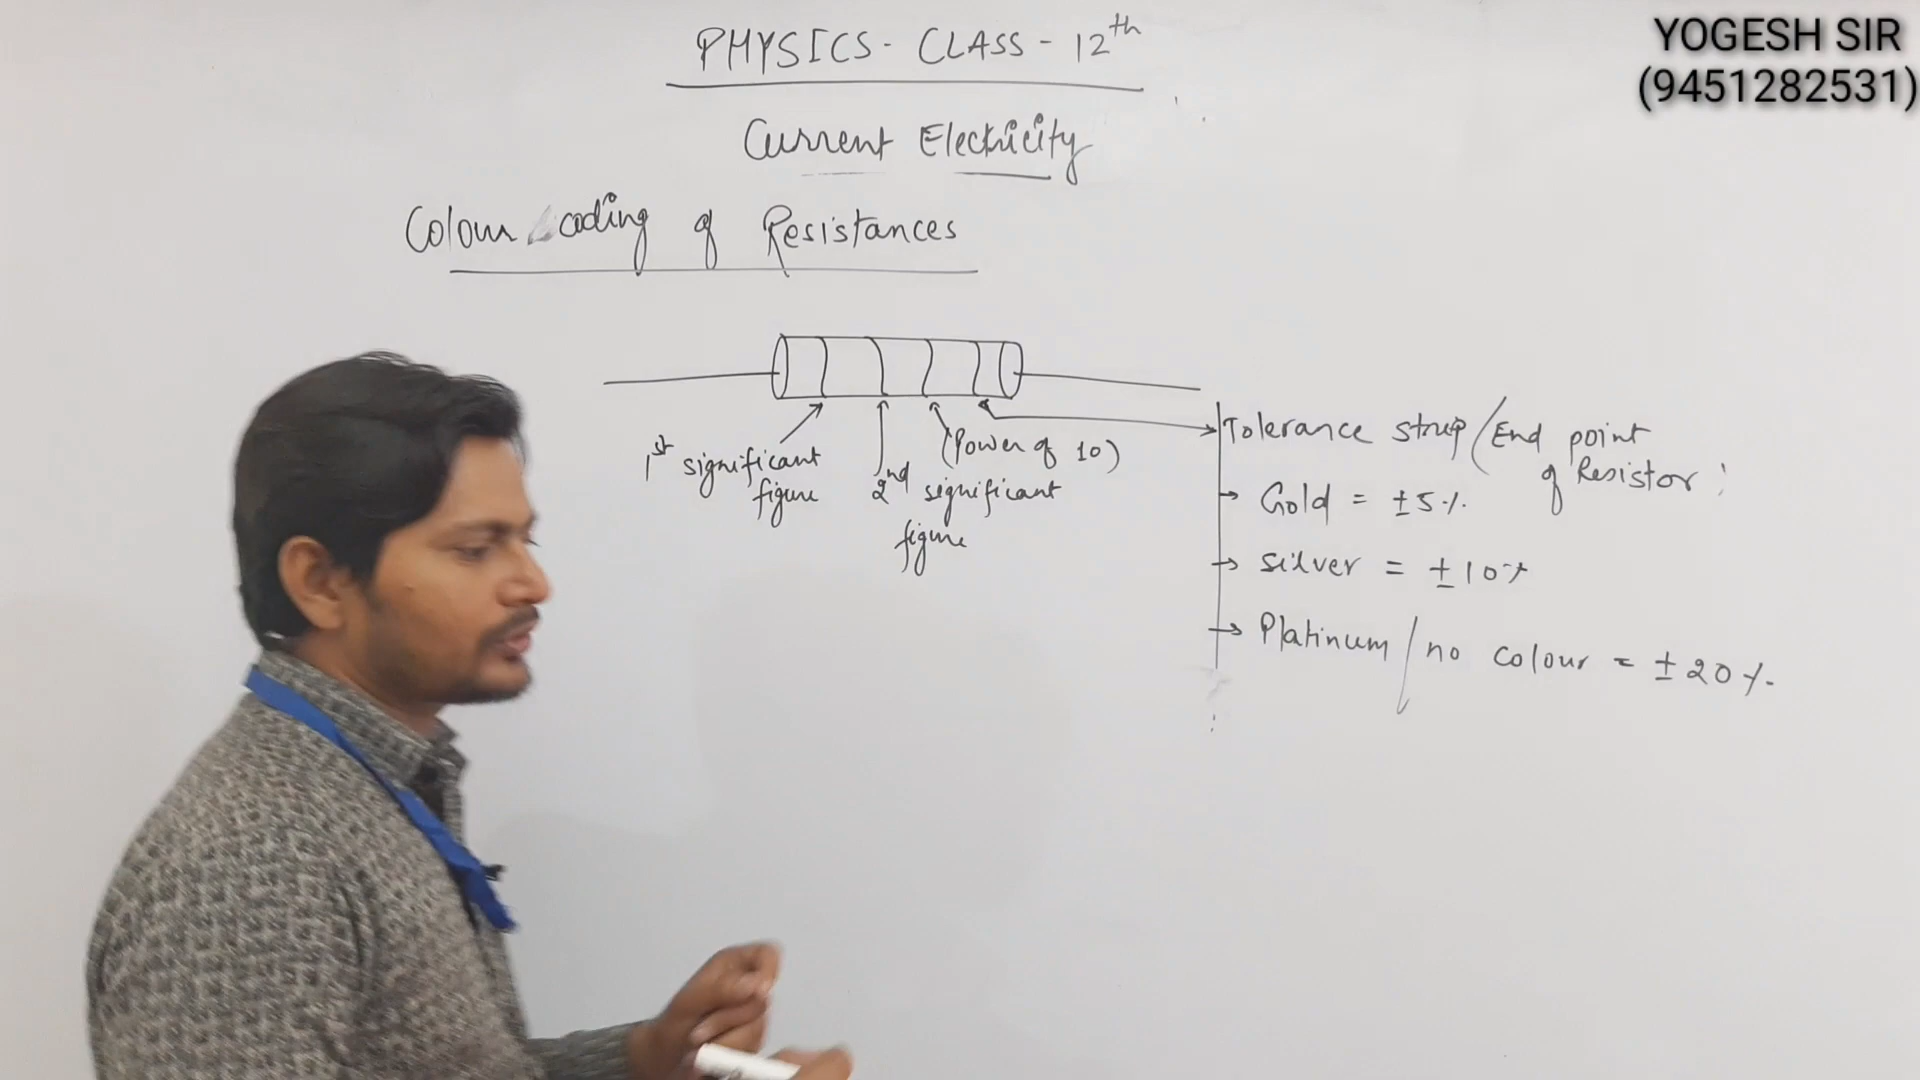 PHYSICS - CLASS - 12th
YOGESH SIR
(9451282531)
Current Electricity
Colour coding of Resistances
1st significant
figure
2nd significant
figure
(Power of 10)
Tolerance strip / End point
of Resistor
→ Gold = ±5%
→ silver = ±10%
→ Platinum / no colour = ±20%